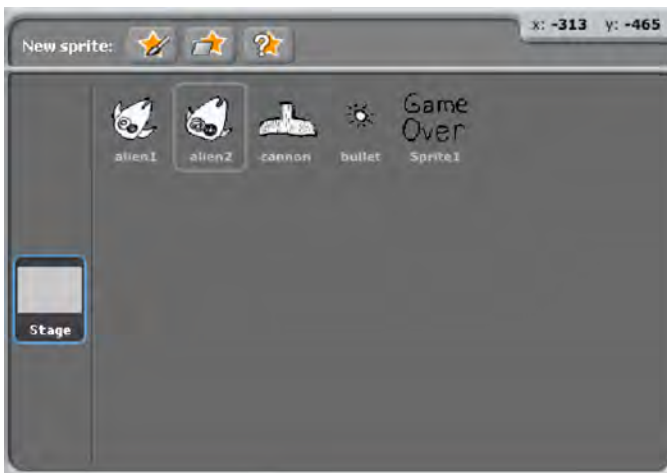 x: -313 y: -465
New sprite:
Game
Over
alien1 alien2 cannon bullet Sprite1
Stage